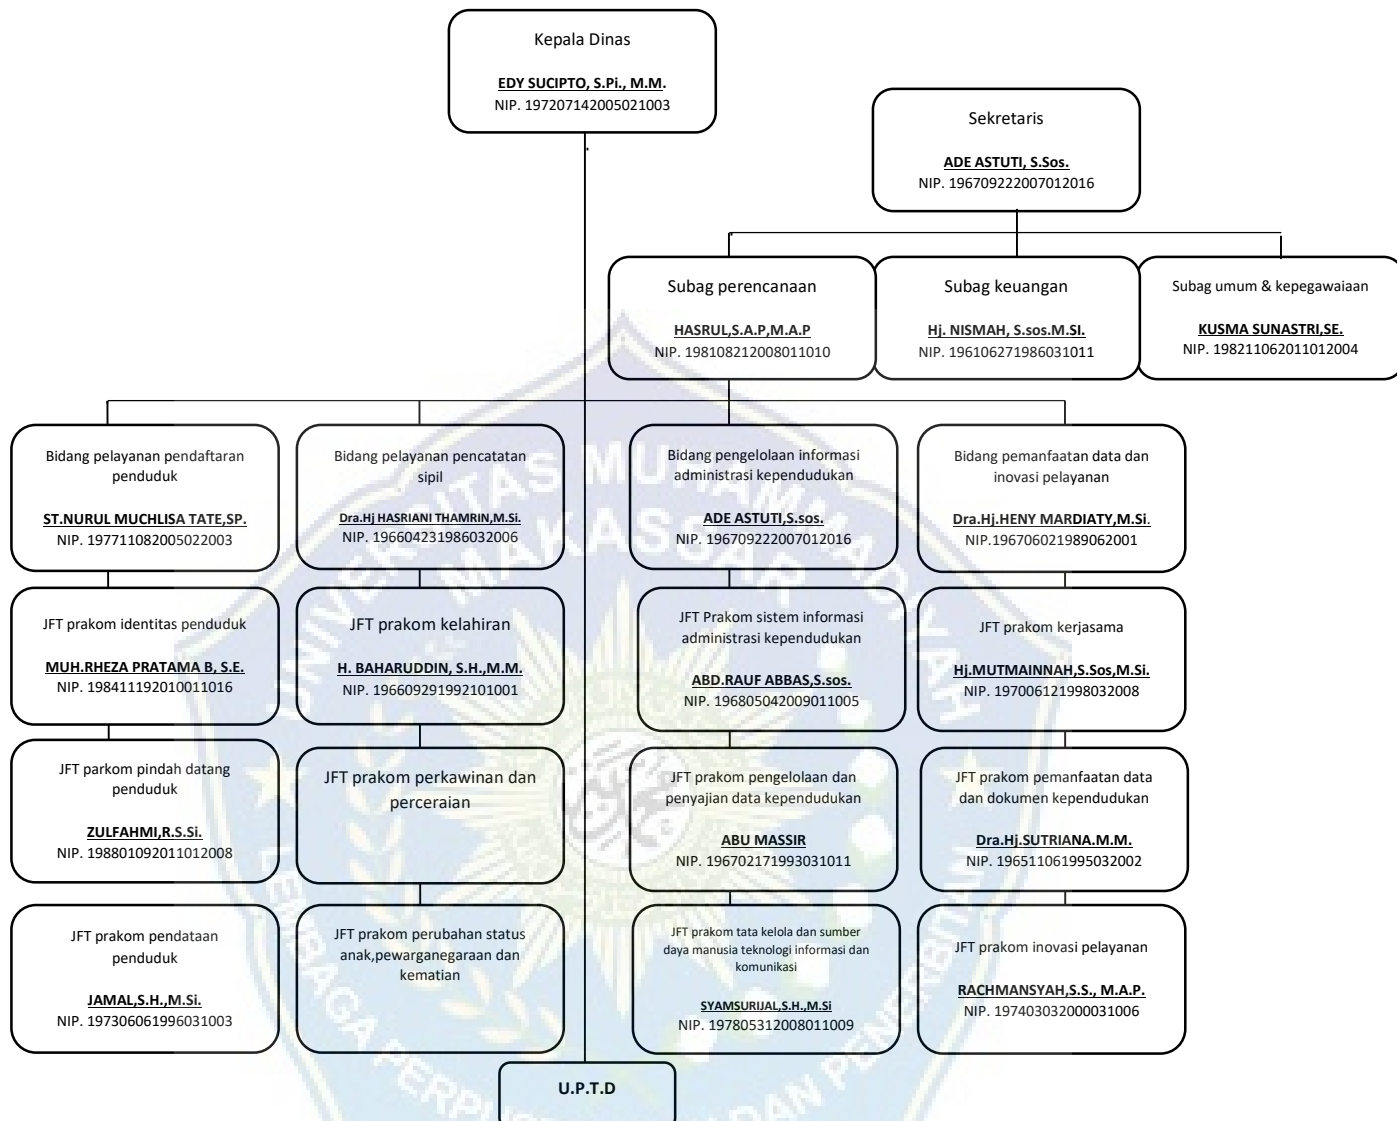 Kepala Dinas
EDY SUCIPTO, S.Pi., M.M.
NIP. 197207142005021003
Sekretaris
ADE ASTUTI, S.Sos.
NIP. 196709222007012016
Subag perencanaan
HASRUL,S.A.P,M.A.P
NIP. 198108212008011010
Subag keuangan
Hj. NISMAH, S.sos.M.SI.
NIP. 196106271986031011
Subag umum & kepegawaiaan
KUSMA SUNASTRI,SE.
NIP. 198211062011012004
Bidang pelayanan pendaftaran
penduduk
ST.NURUL MUCHLISA TATE,SP.
NIP. 197711082005022003
Bidang pelayanan pencatatan
sipil
Dra.Hj HASRIANI THAMRIN,M.Si.
NIP. 196604231986032006
Bidang pengelolaan informasi
administrasi kependudukan
ADE ASTUTI,S.sos.
NIP. 196709222007012016
Bidang pemanfaatan data dan
inovasi pelayanan
Dra.Hj.HENY MARDIATY,M.Si.
NIP.196706021989062001
JFT prakom identitas penduduk
MUH.RHEZA PRATAMA B, S.E.
NIP. 198411192010011016
JFT prakom kelahiran
H. BAHARUDDIN, S.H.,M.M.
NIP. 196609291992101001
JFT Prakom sistem informasi
administrasi kependudukan
ABD.RAUF ABBAS,S.sos.
NIP. 196805042009011005
JFT prakom kerjasama
Hj.MUTMAINNAH,S.Sos,M.Si.
NIP. 197006121998032008
JFT parkom pindah datang
penduduk
ZULFAHMI,R.S.Si.
NIP. 198801092011012008
JFT prakom perkawinan dan
perceraian
JFT prakom pengelolaan dan
penyajian data kependudukan
ABU MASSIR
NIP. 196702171993031011
JFT prakom pemanfaatan data
dan dokumen kependudukan
Dra.Hj.SUTRIANA.M.M.
NIP. 196511061995032002
JFT prakom pendataan
penduduk
JAMAL,S.H.,M.Si.
NIP. 197306061996031003
JFT prakom perubahan status
anak,pewarganegaraan dan
kematian
JFT prakom tata kelola dan sumber
daya manusia teknologi informasi dan
komunikasi
SYAMSURIJAL,S.H.,M.Si
NIP. 197805312008011009
JFT prakom inovasi pelayanan
RACHMANSYAH,S.S., M.A.P.
NIP. 197403032000031006
U.P.T.D
UNIVERSITAS MUHAMMADIYAH
MAKASSAR
LEMBAGA
DAN PENERBITAN